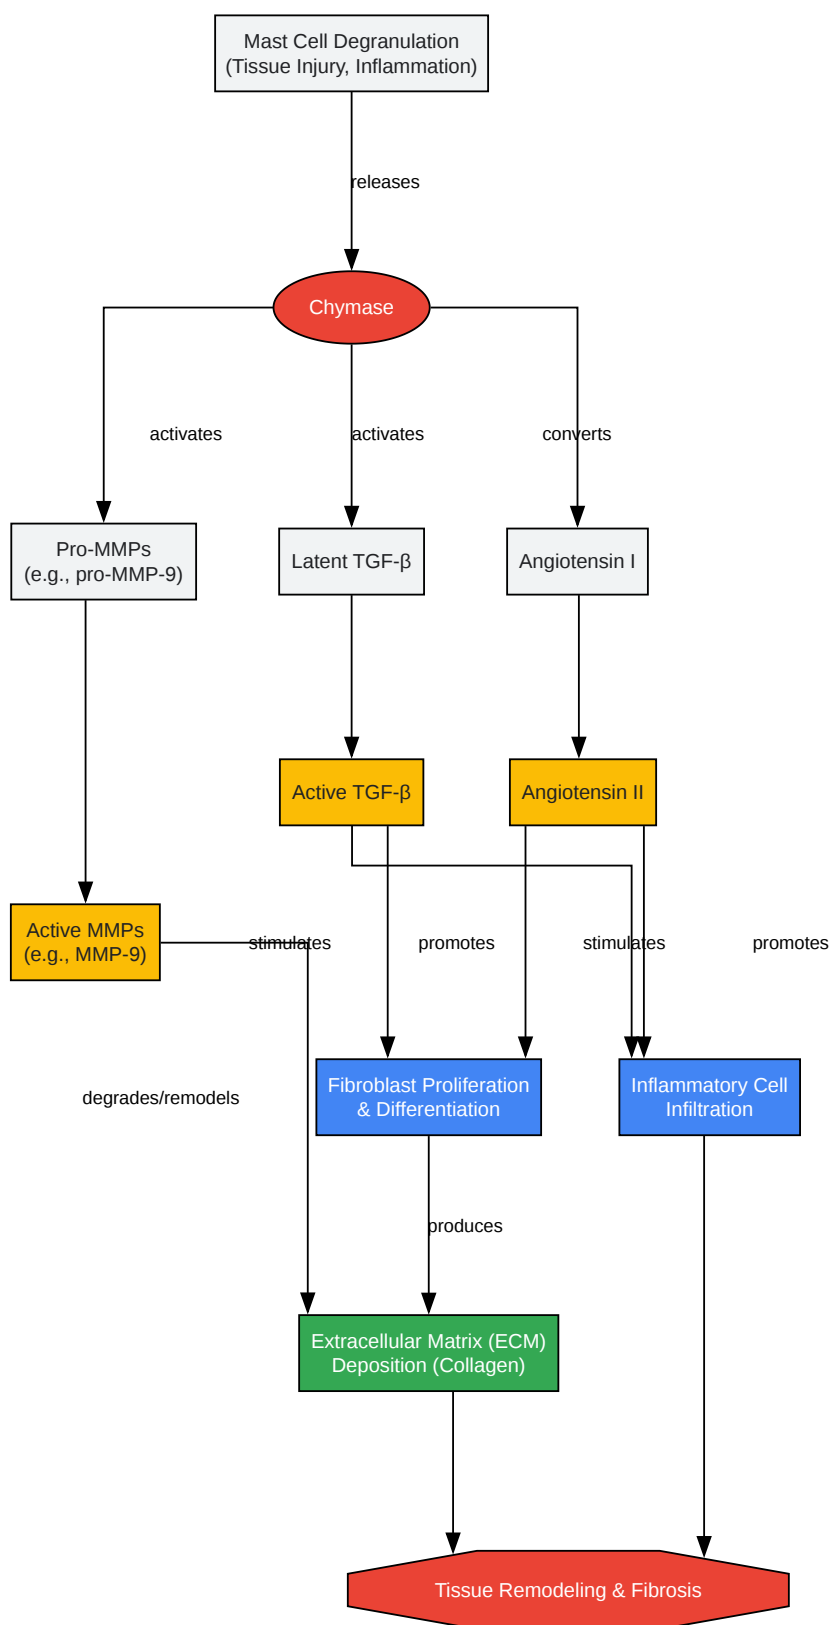 Mast Cell Degranulation
(Tissue Injury, Inflammation)
releases
Chymase
activates
activates
converts
Pro-MMPs
(e.g., pro-MMP-9)
Latent TGF-β
Angiotensin I
Active TGF-β
Angiotensin II
Active MMPs
(e.g., MMP-9)
stimulates
promotes
stimulates
promotes
Fibroblast Proliferation
& Differentiation
Inflammatory Cell
Infiltration
degrades/remodels
produces
Extracellular Matrix (ECM)
Deposition (Collagen)
Tissue Remodeling & Fibrosis